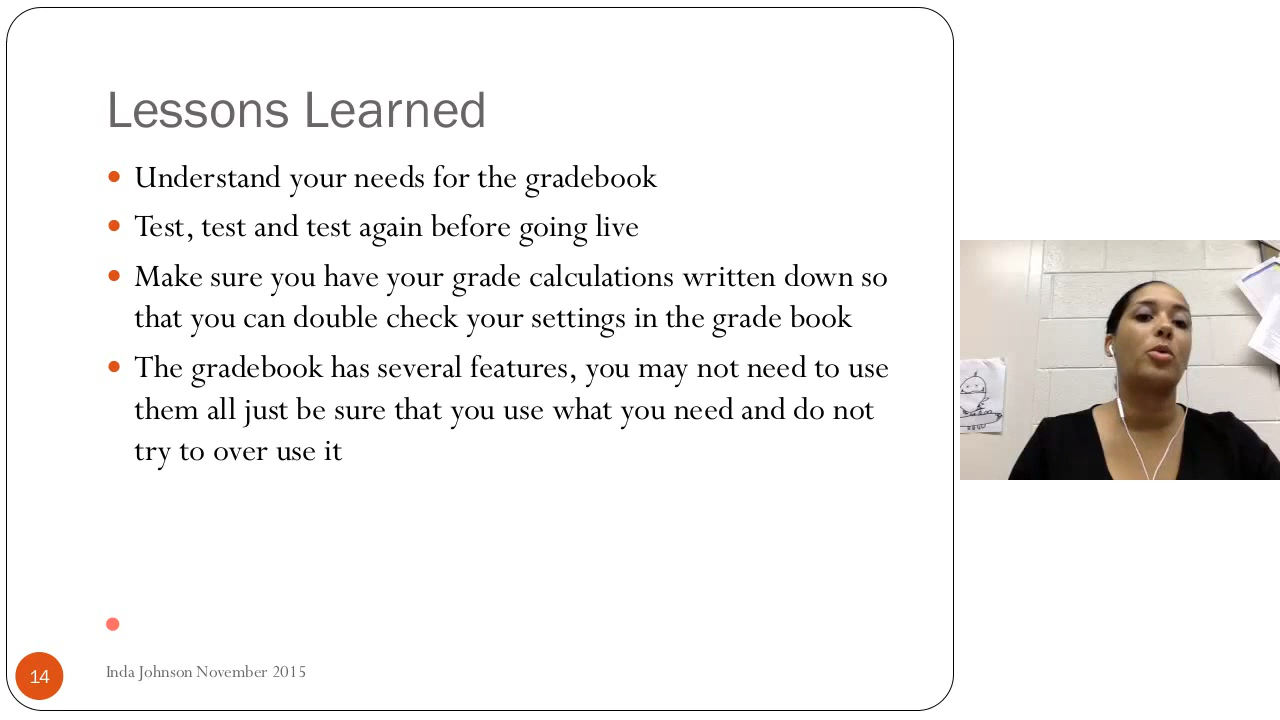 Lessons Learned
Understand your needs for the gradebook
Test, test and test again before going live
Make sure you have your grade calculations written down so
that you can double check your settings in the grade book
The gradebook has several features, you may not need to use
them all just be sure that you use what you need and do not
try to over use it
14
Inda Johnson November 2015